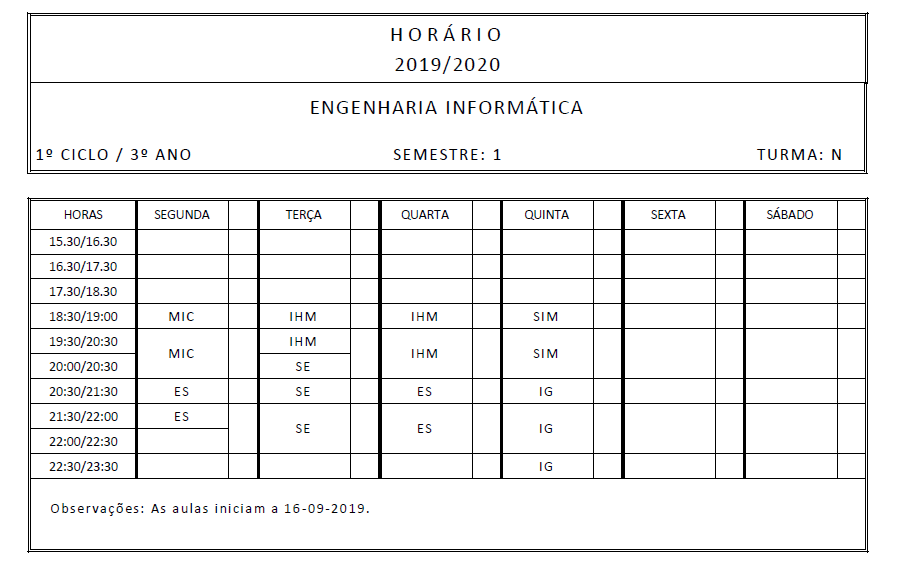 HORÁRIO
2019/2020
ENGENHARIA INFORMÁTICA
1º CICLO / 3º ANO SEMESTRE: 1 TURMA: N
HORAS SEGUNDA TERÇA QUARTA QUINTA SEXTA SÁBADO
15.30/16.30
16.30/17.30
17.30/18.30
18:30/19:00 MIC IHM IHM SIM
19:30/20:30 IHM
MIC IHM SIM
20:00/20:30 SE
20:30/21:30 ES SE ES IG
21:30/22:00 ES
SE ES IG
22:00/22:30
22:30/23:30 IG
Observações: As aulas iniciam a 16-09-2019.